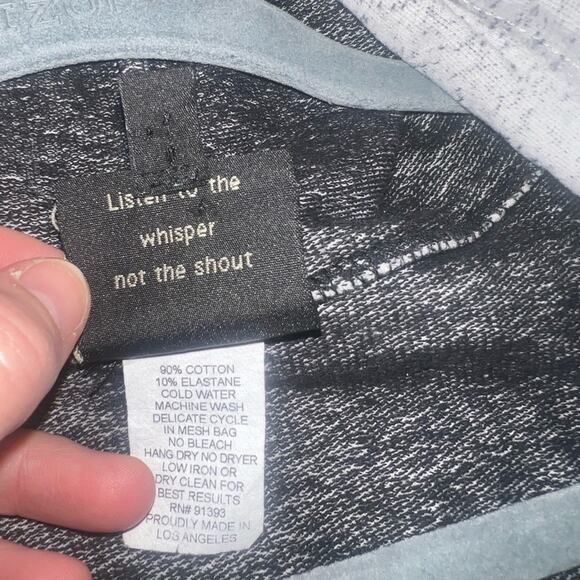 Listen to the
whisper
not the shout
90% COTTON
10% ELASTANE
COLD WATER
MACHINE WASH
DELICATE CYCLE
IN MESH BAG
NO BLEACH
HANG DRY NO DRYER
LOW IRON OR
DRY CLEAN FOR
BEST RESULTS
RN# 91393
PROUDLY MADE IN
LOS ANGELES